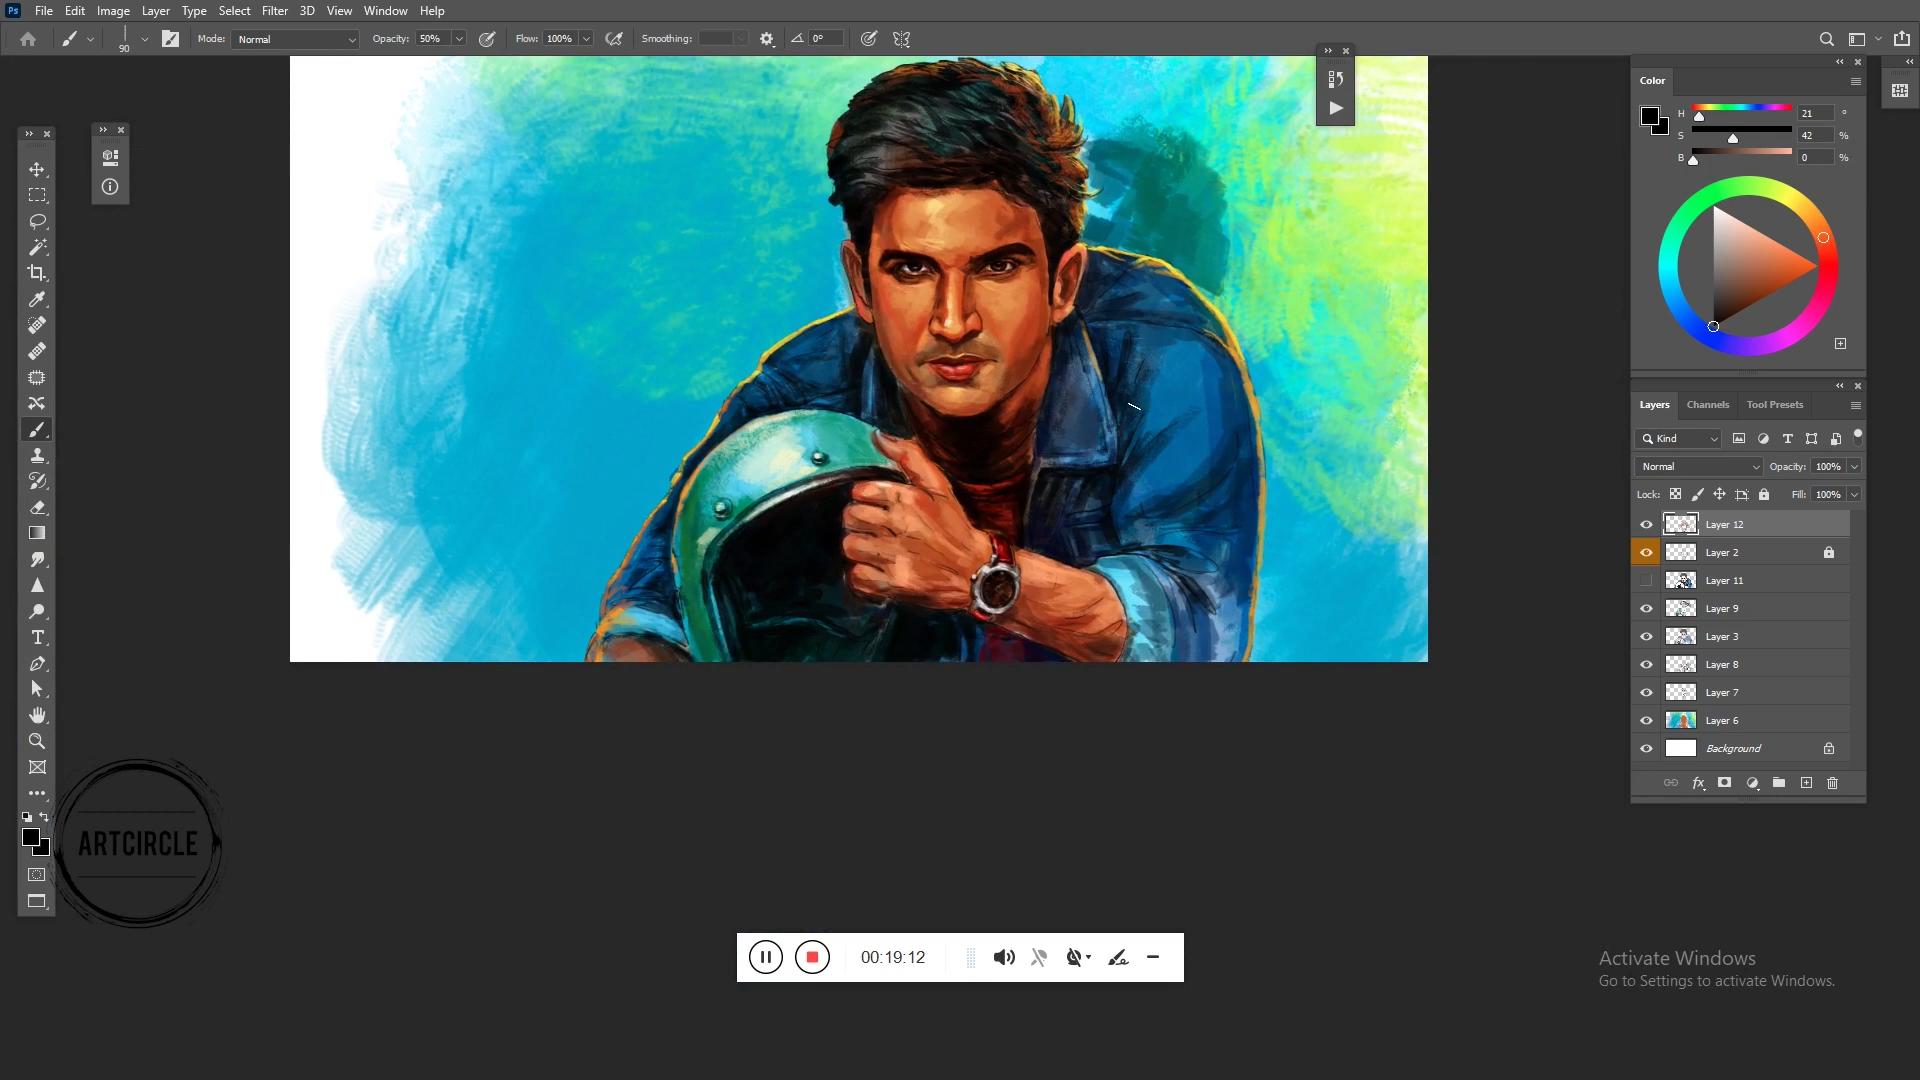 Ps File Edit Image Layer Type Select Filter 3D View Window Help
90 Mode: Normal Opacity: 50% Flow: 100% Smoothing: 0°
Color
H 21 °
S 42 %
B 0 %
Layers Channels Tool Presets
Kind
Normal Opacity: 100%
Lock: Fill: 100%
Layer 12
Layer 2
Layer 11
Layer 9
Layer 3
Layer 8
Layer 7
Layer 6
Background
fx
ARTCIRCLE
00:19:12
Activate Windows
Go to Settings to activate Windows.